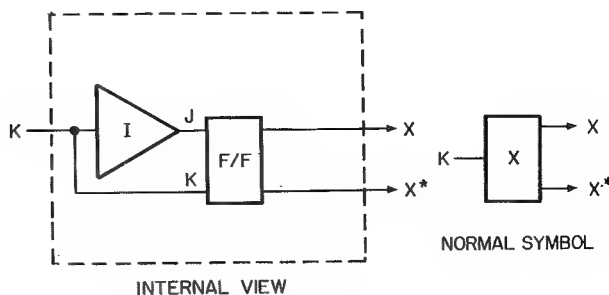 K
I
J
K
F/F
X
X*
INTERNAL VIEW
K
X
X
X*
NORMAL SYMBOL